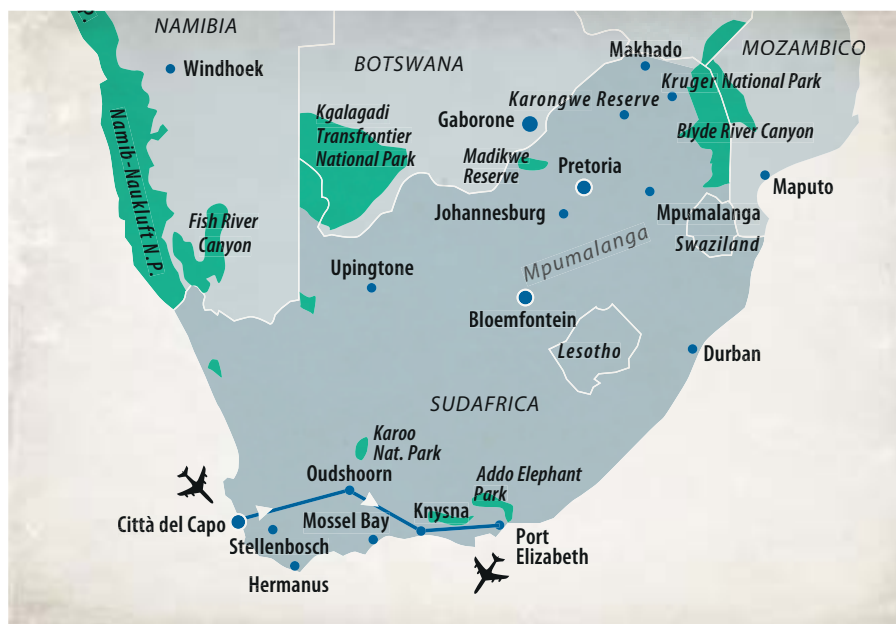 NAMIBIA
Windhoek
BOTSWANA
Makhado
MOZAMBICO
Kruger National Park
Karongwe Reserve
Kgalagadi
Transfrontier
National Park
Gaborone
Blyde River Canyon
Madikwe
Reserve
Pretoria
Maputo
Namib-Naukluft N.P.
Fish River
Canyon
Johannesburg
Mpumalanga
Swaziland
Mpumalanga
Upingtone
Bloemfontein
Lesotho
Durban
SUDAFRICA
Karoo
Nat. Park
Oudshoorn
Addo Elephant
Park
Città del Capo
Mossel Bay
Knysna
Stellenbosch
Port
Elizabeth
Hermanus